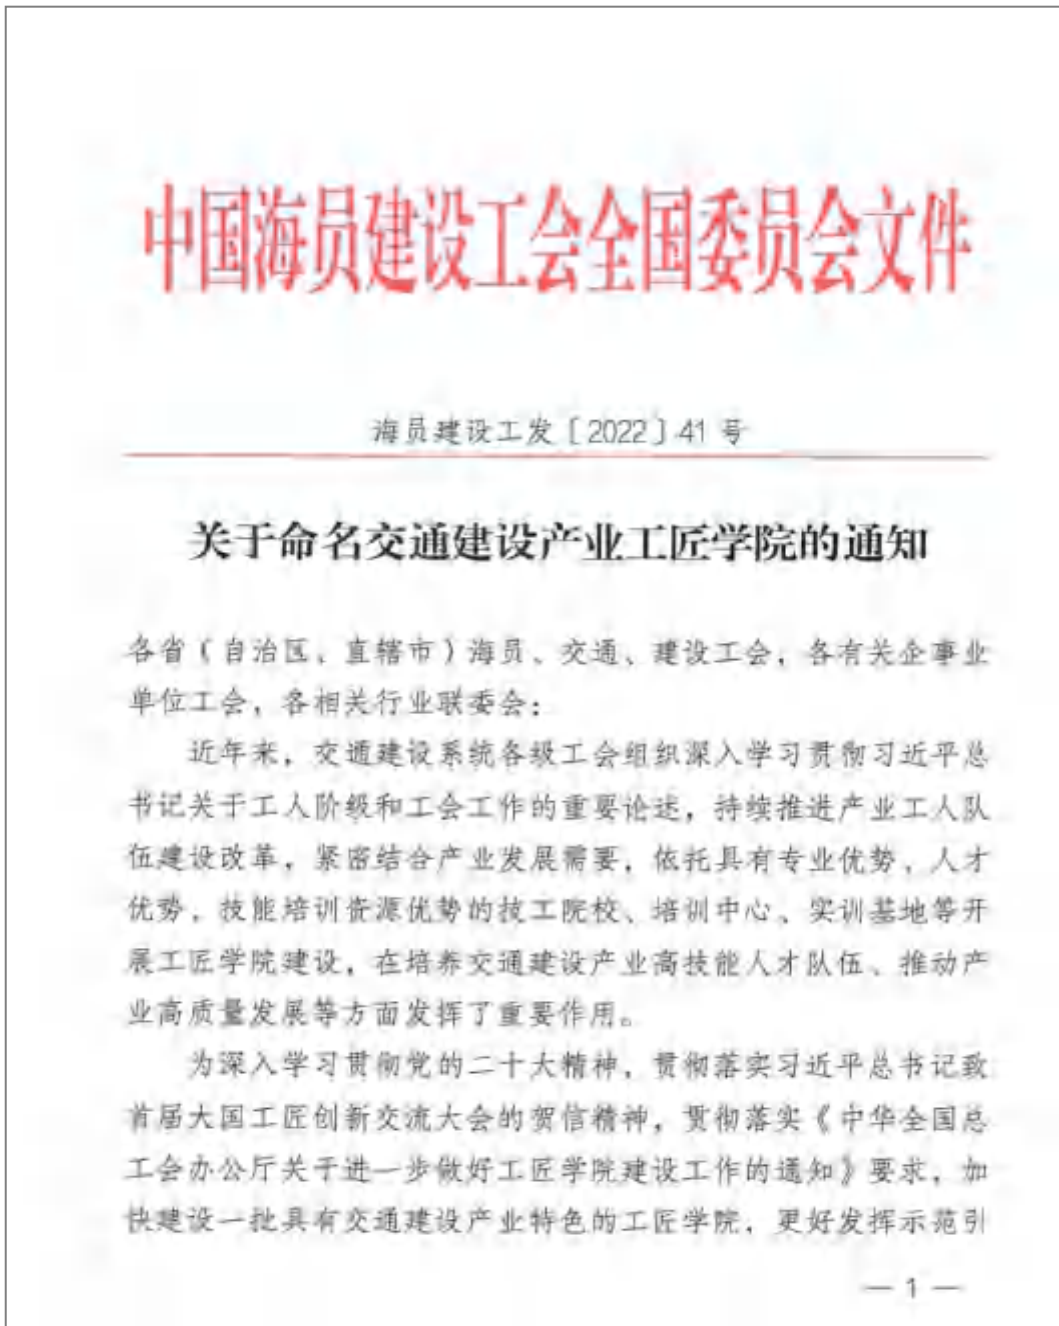 中国海员建设工会全国委员会文件
海员建设工发〔2022〕41号
关于命名交通建设产业工匠学院的通知
各省（自治区、直辖市）海员、交通、建设工会，各有关企事业
单位工会，各相关行业联委会：
近年来，交通建设系统各级工会组织深入学习贯彻习近平总
书记关于工人阶级和工会工作的重要论述，持续推进产业工人队
伍建设改革，紧密结合产业发展需要，依托具有专业优势、人才
优势、技能培训资源优势的技工院校、培训中心、实训基地等开
展工匠学院建设，在培养交通建设产业高技能人才队伍、推动产
业高质量发展等方面发挥了重要作用。
为深入学习贯彻党的二十大精神，贯彻落实习近平总书记致
首届大国工匠创新交流大会的贺信精神，贯彻落实《中华全国总
工会办公厅关于进一步做好工匠学院建设工作的通知》要求，加
快建设一批具有交通建设产业特色的工匠学院，更好发挥示范引
— 1 —